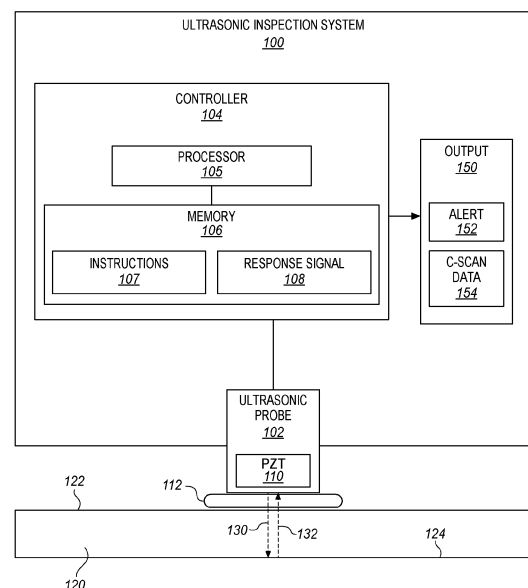 ULTRASONIC INSPECTION SYSTEM
100
CONTROLLER
104
PROCESSOR
105
MEMORY
106
INSTRUCTIONS
107
RESPONSE SIGNAL
108
OUTPUT
150
ALERT
152
C-SCAN
DATA
154
ULTRASONIC
PROBE
102
PZT
110
112
122
130
132
124
120